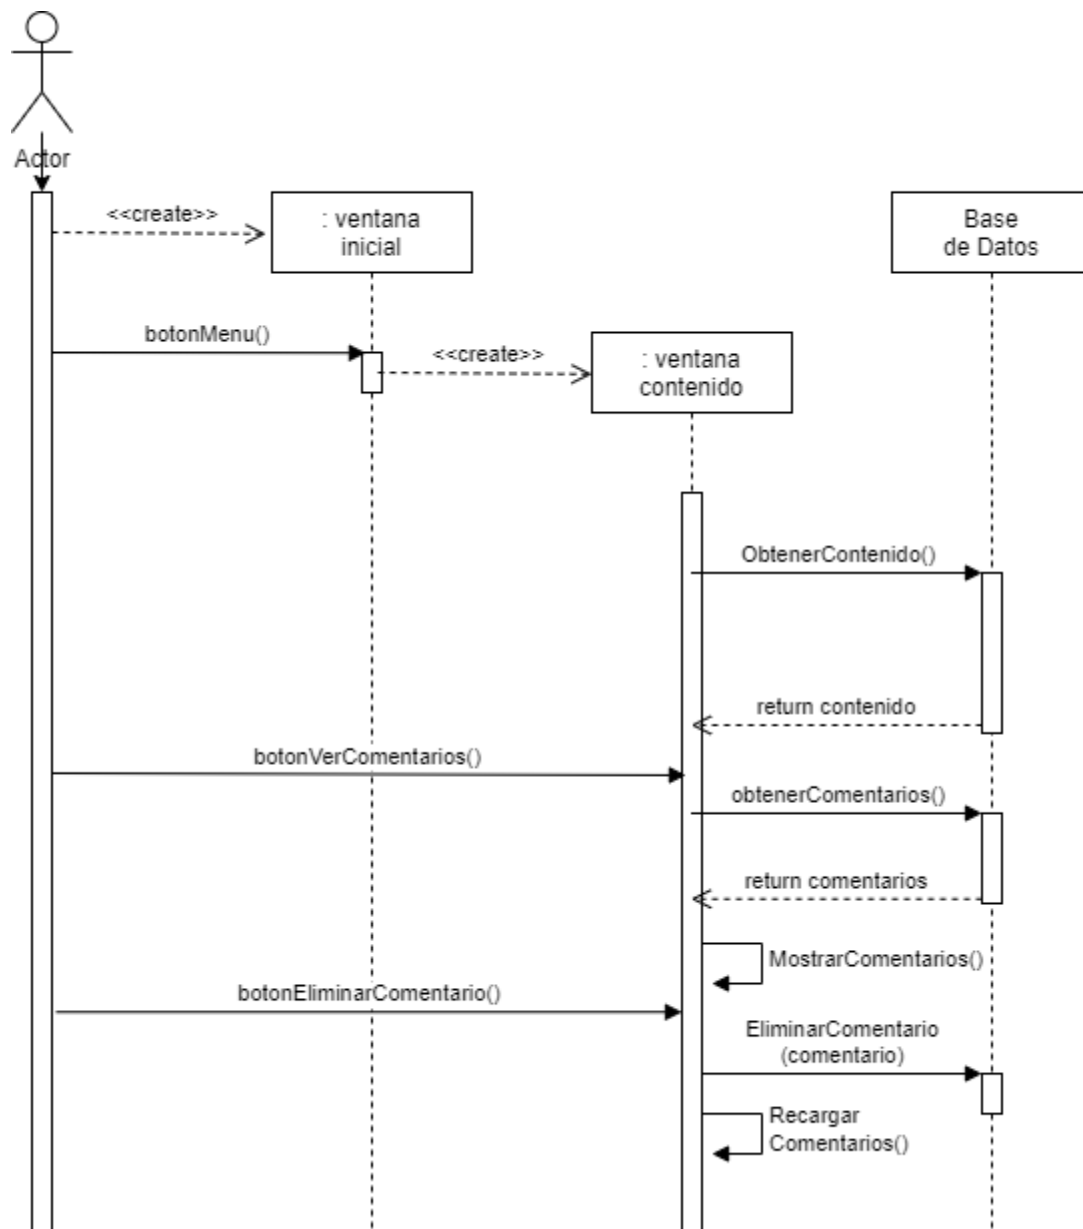 Actor
<<create>>
: ventana
inicial
Base
de Datos
botonMenu()
<<create>>
: ventana
contenido
ObtenerContenido()
return contenido
botonVerComentarios()
obtenerComentarios()
return comentarios
MostrarComentarios()
botonEliminarComentario()
EliminarComentario
(comentario)
Recargar
Comentarios()